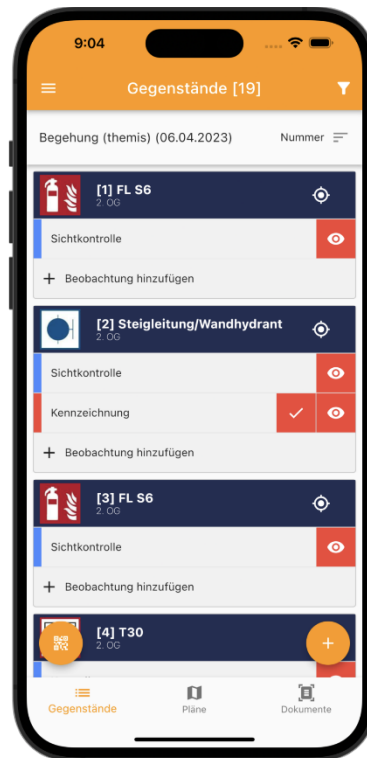 9:04
Gegenstände [19]
Begehung (themis) (06.04.2023) Nummer
[1] FL S6
2. OG
Sichtkontrolle
+ Beobachtung hinzufügen
[2] Steigleitung/Wandhydrant
2. OG
Sichtkontrolle
Kennzeichnung
+ Beobachtung hinzufügen
[3] FL S6
2. OG
Sichtkontrolle
+ Beobachtung hinzufügen
[4] T30
2. OG
+
Gegenstände Pläne Dokumente